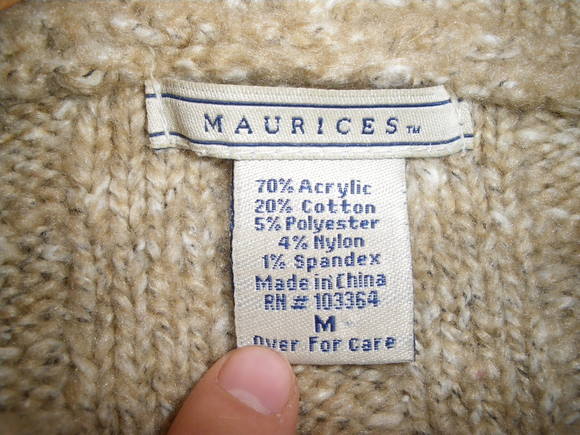 MAURICES™
70% Acrylic
20% Cotton
5% Polyester
4% Nylon
1% Spandex
Made in China
RN # 103364
M
Over For Care